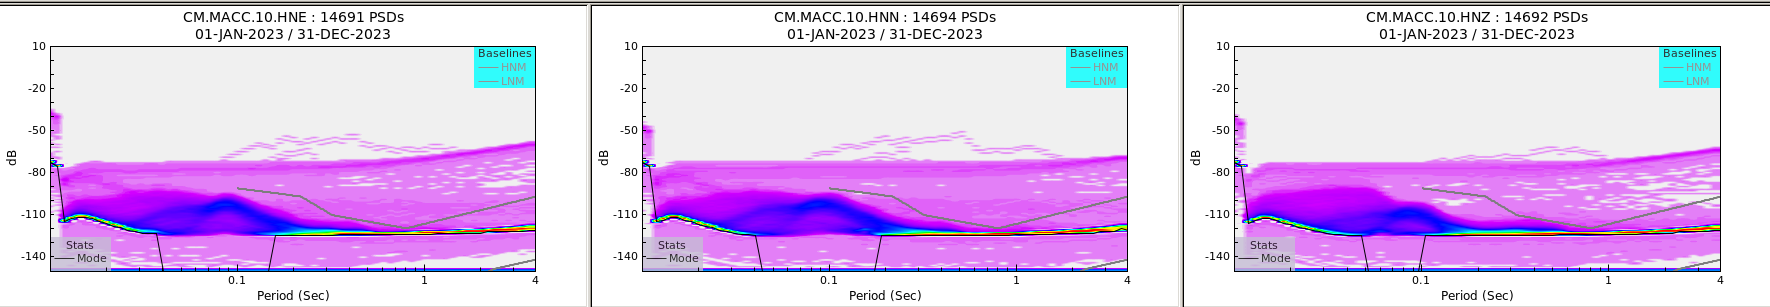 CM.MACC.10.HNE : 14691 PSDs
01-JAN-2023 / 31-DEC-2023
10
-20
-50
-80
-110
-140
dB
Baselines
HNM
LNM
Stats
Mode
0.1
1
4
Period (Sec)
CM.MACC.10.HNN : 14694 PSDs
01-JAN-2023 / 31-DEC-2023
10
-20
-50
-80
-110
-140
dB
Baselines
HNM
LNM
Stats
Mode
0.1
1
4
Period (Sec)
CM.MACC.10.HNZ : 14692 PSDs
01-JAN-2023 / 31-DEC-2023
10
-20
-50
-80
-110
-140
dB
Baselines
HNM
LNM
Stats
Mode
0.1
1
4
Period (Sec)